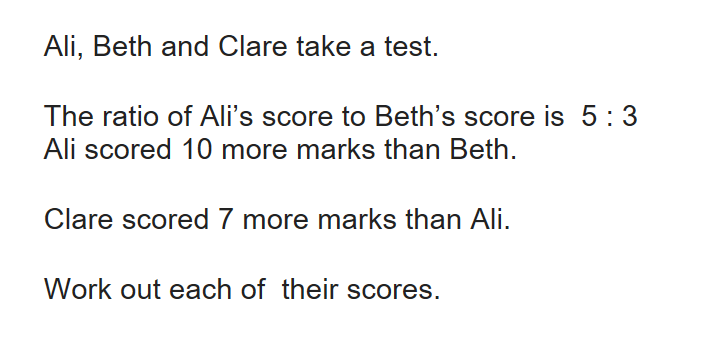 Ali, Beth and Clare take a test.
The ratio of Ali’s score to Beth’s score is  5 : 3
Ali scored 10 more marks than Beth.
Clare scored 7 more marks than Ali.
Work out each of  their scores.